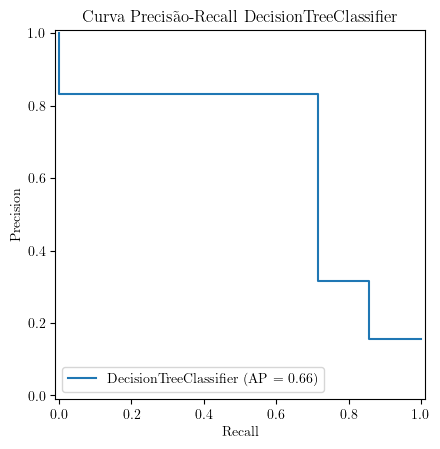 Curva Precisão-Recall DecisionTreeClassifier
1.0
0.8
0.6
0.4
0.2
0.0
Precision
DecisionTreeClassifier (AP = 0.66)
0.0 0.2 0.4 0.6 0.8 1.0
Recall